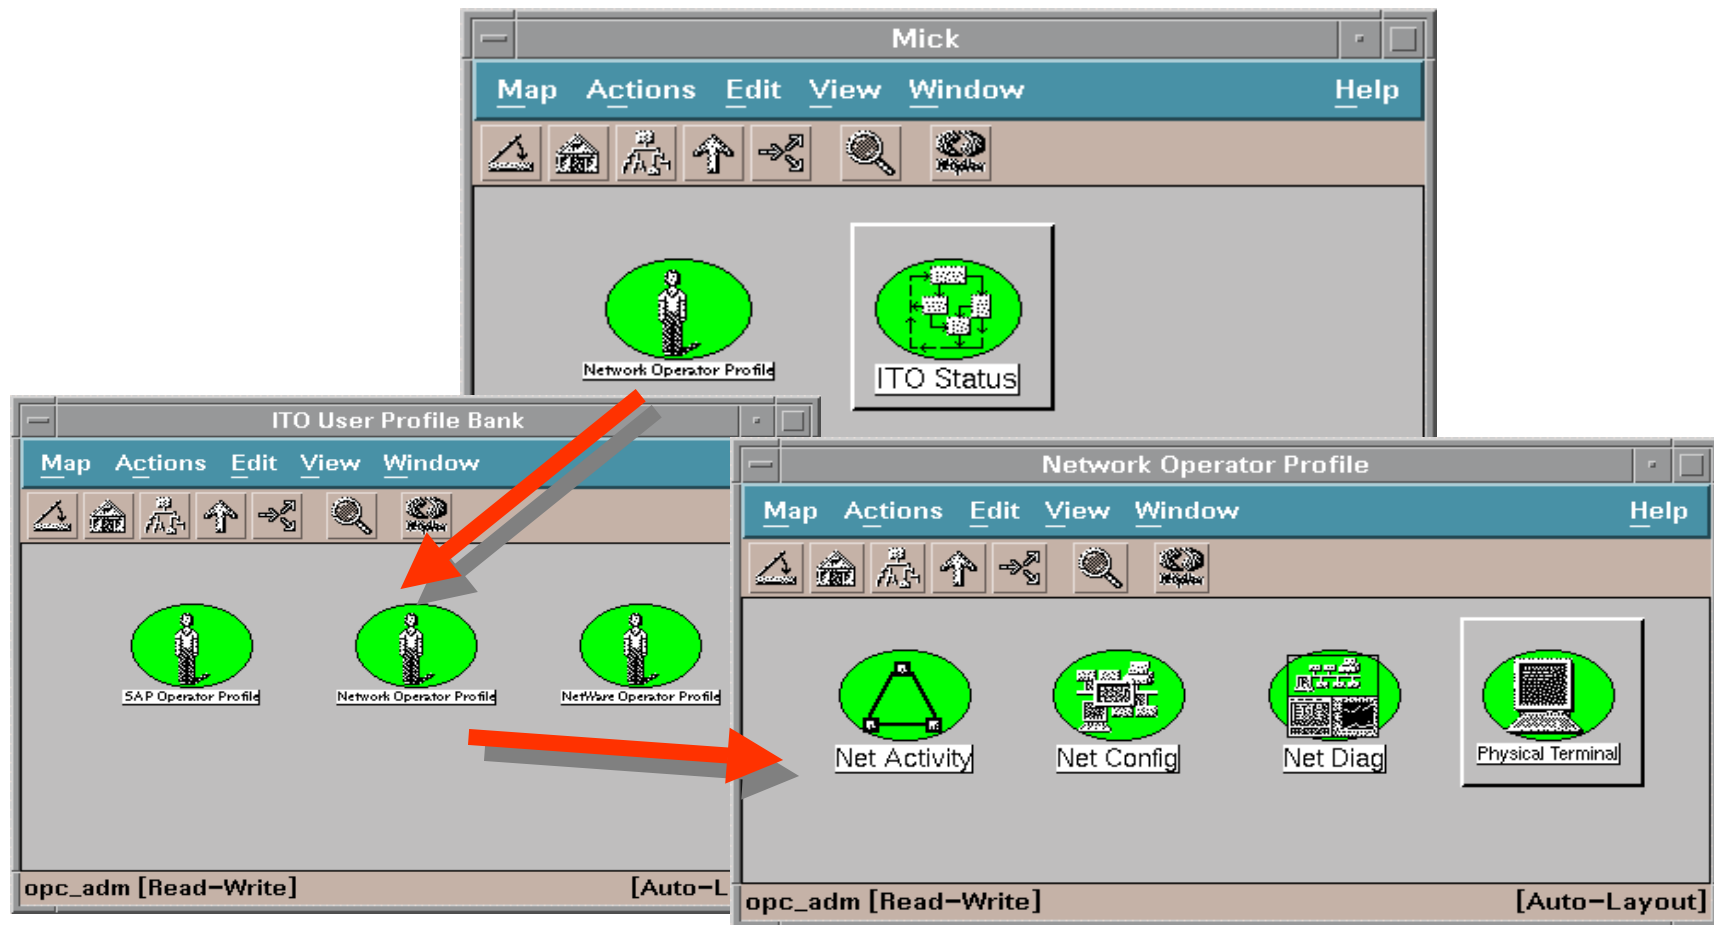 Mick
Map Actions Edit View Window Help
Network Operator Profile
ITO Status
ITO User Profile Bank
Map Actions Edit View Window
SAP Operator Profile
Network Operator Profile
NetWare Operator Profile
opc_adm [Read-Write] [Auto-L
Network Operator Profile
Map Actions Edit View Window Help
Net Activity
Net Config
Net Diag
Physical Terminal
opc_adm [Read-Write] [Auto-Layout]